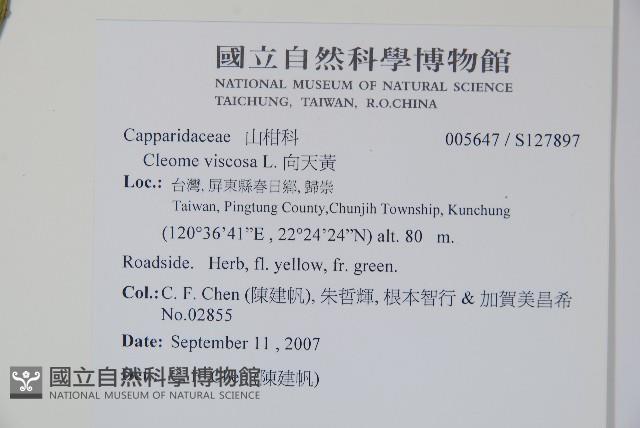 國立自然科學博物館
NATIONAL MUSEUM OF NATURAL SCIENCE
TAICHUNG, TAIWAN, R.O.CHINA
Capparidaceae 山柑科 005647 / S127897
Cleome viscosa L. 向天黃
Loc.: 台灣, 屏東縣春日鄉, 歸崇
Taiwan, Pingtung County,Chunjih Township, Kunchung
(120°36'41"E , 22°24'24"N) alt. 80 m.
Roadside. Herb, fl. yellow, fr. green.
Col.: C. F. Chen (陳建帆), 朱哲輝, 根本智行 & 加賀美昌希
No.02855
Date: September 11 , 2007
(陳建帆)
國立自然科學博物館
NATIONAL MUSEUM OF NATURAL SCIENCE